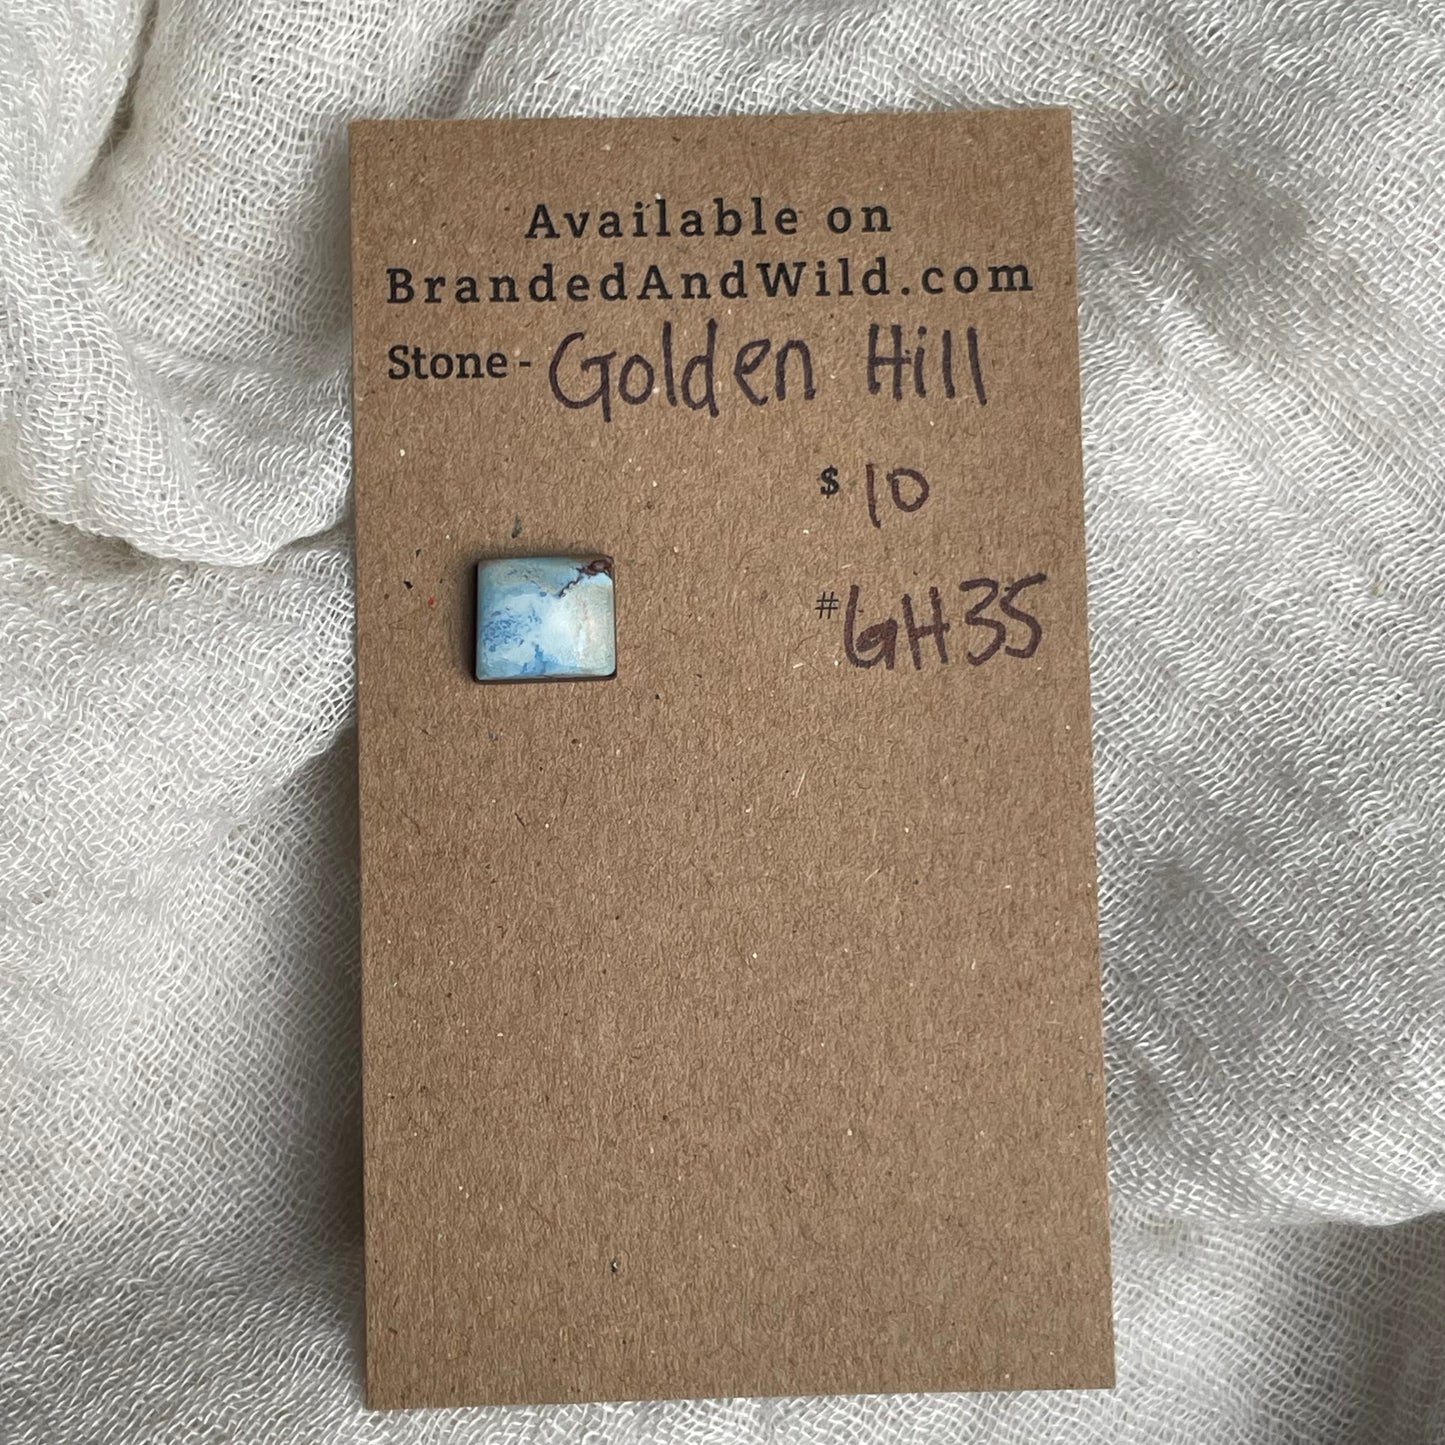 Available on
BrandedAndWild.com
Stone - Golden Hill
$ 10
# GH35